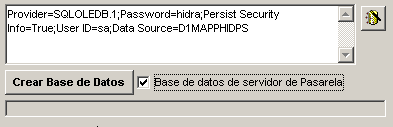 Provider=SQLOLEDB.1;Password=hidra;Persist Security
Info=True;User ID=sa;Data Source=D1MAPPHIDPS
Crear Base de Datos
Base de datos de servidor de Pasarela